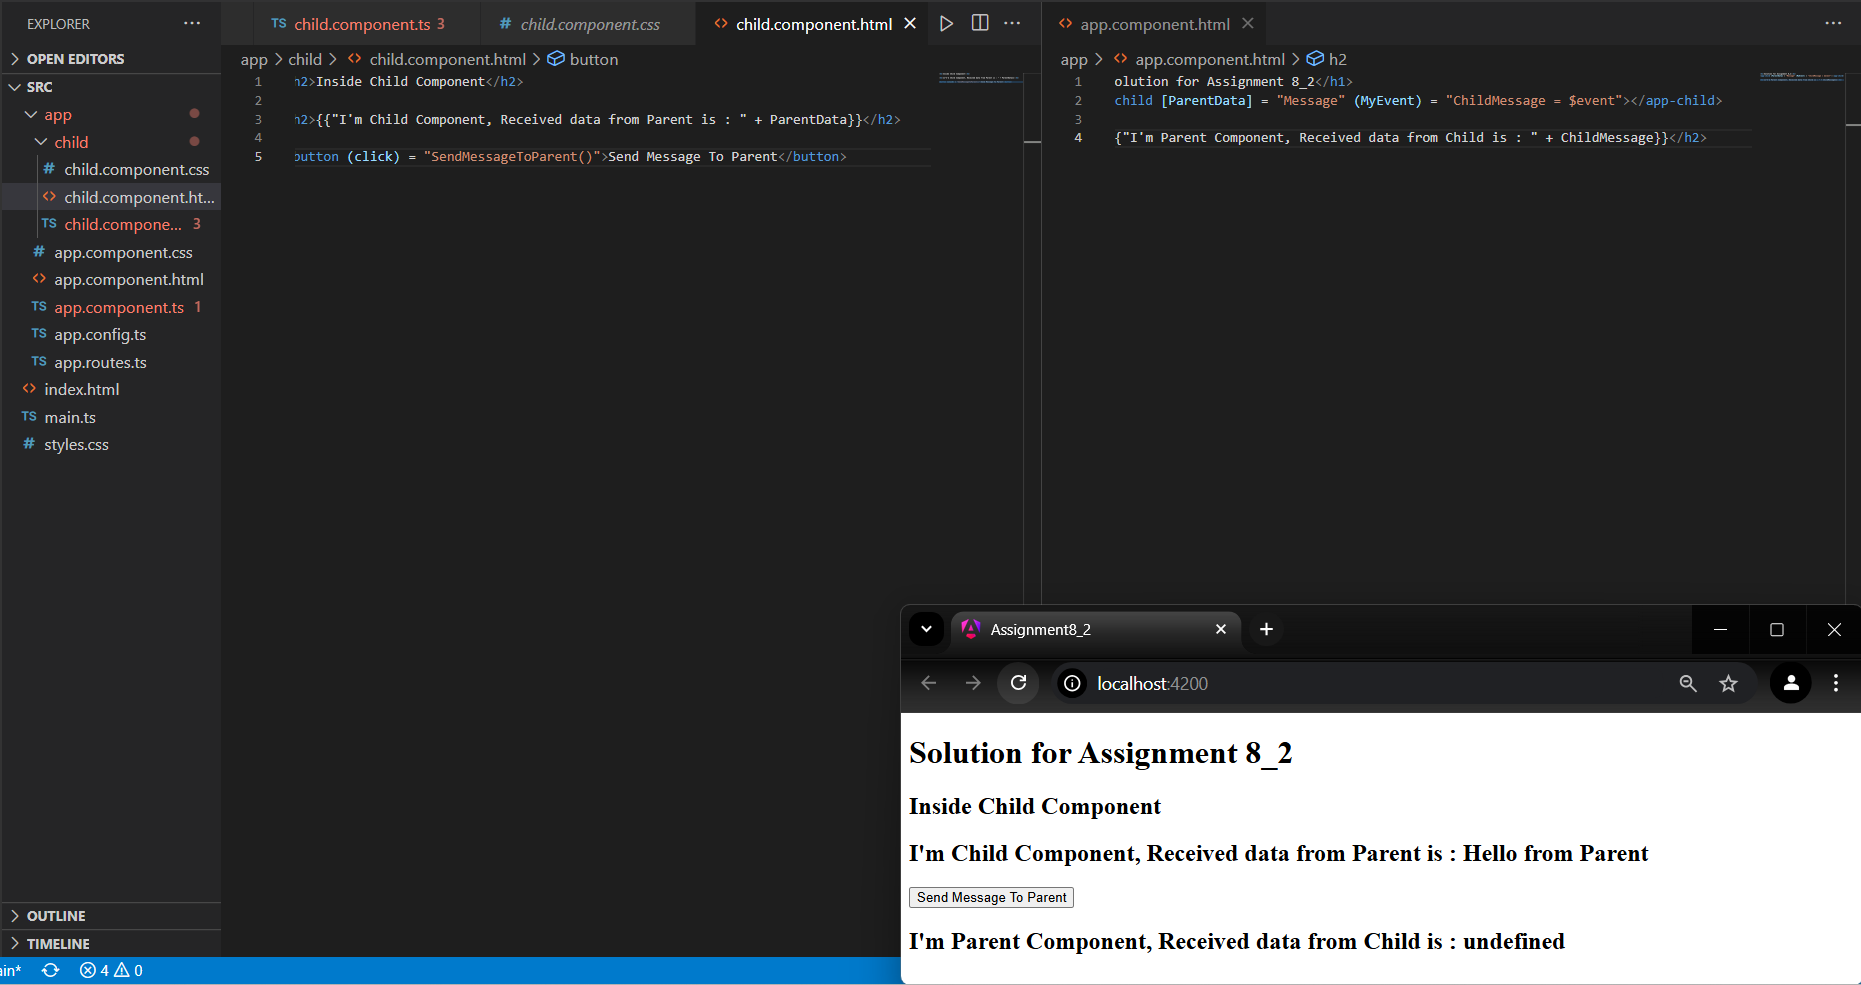 EXPLORER
OPEN EDITORS
SRC
app
child
child.component.css
child.component.ht...
child.compone... 3
app.component.css
app.component.html
app.component.ts 1
app.config.ts
app.routes.ts
index.html
main.ts
styles.css
OUTLINE
TIMELINE
ain* 4 0
TS child.component.ts 3
# child.component.css
<> child.component.html
app > child > <> child.component.html > button
1 h2>Inside Child Component</h2>
2
3 h2>{{"I'm Child Component, Received data from Parent is : " + ParentData}}</h2>
4
5 button (click) = "SendMessageToParent()">Send Message To Parent</button>
<> app.component.html
app > <> app.component.html > h2
1 olution for Assignment 8_2</h1>
2 child [ParentData] = "Message" (MyEvent) = "ChildMessage = $event"></app-child>
3
4 {"I'm Parent Component, Received data from Child is : " + ChildMessage}}</h2>
Assignment8_2
localhost:4200
Solution for Assignment 8_2
Inside Child Component
I'm Child Component, Received data from Parent is : Hello from Parent
Send Message To Parent
I'm Parent Component, Received data from Child is : undefined